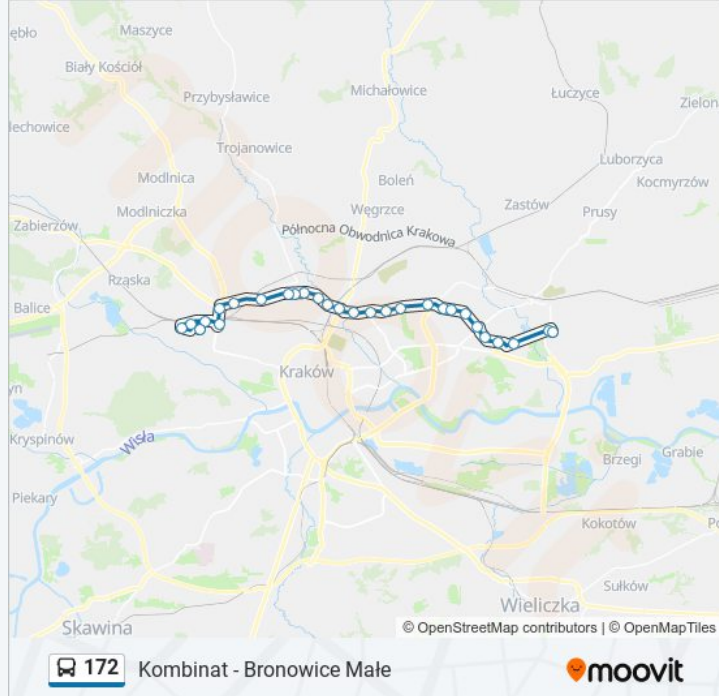 ębło
Maszyce
Biały Kościół
Przybysławice
Michałowice
Łuczyce
Zielon
lechowice
Trojanowice
Luborzyca
Kocmyrzów
Modlnica
Boleń
Modlniczka
Węgrzce
Zastów
Prusy
Zabierzów
Północna Obwodnica Krakowa
Rząska
Balice
Kraków
yn
Kryspinów
Wisła
Brzegi
Grabie
Piekary
Kokotów
Po
Sułków
Wieliczka
Skawina
© OpenStreetMap contributors | © OpenMapTiles
172 Kombinat - Bronowice Małe
moovit